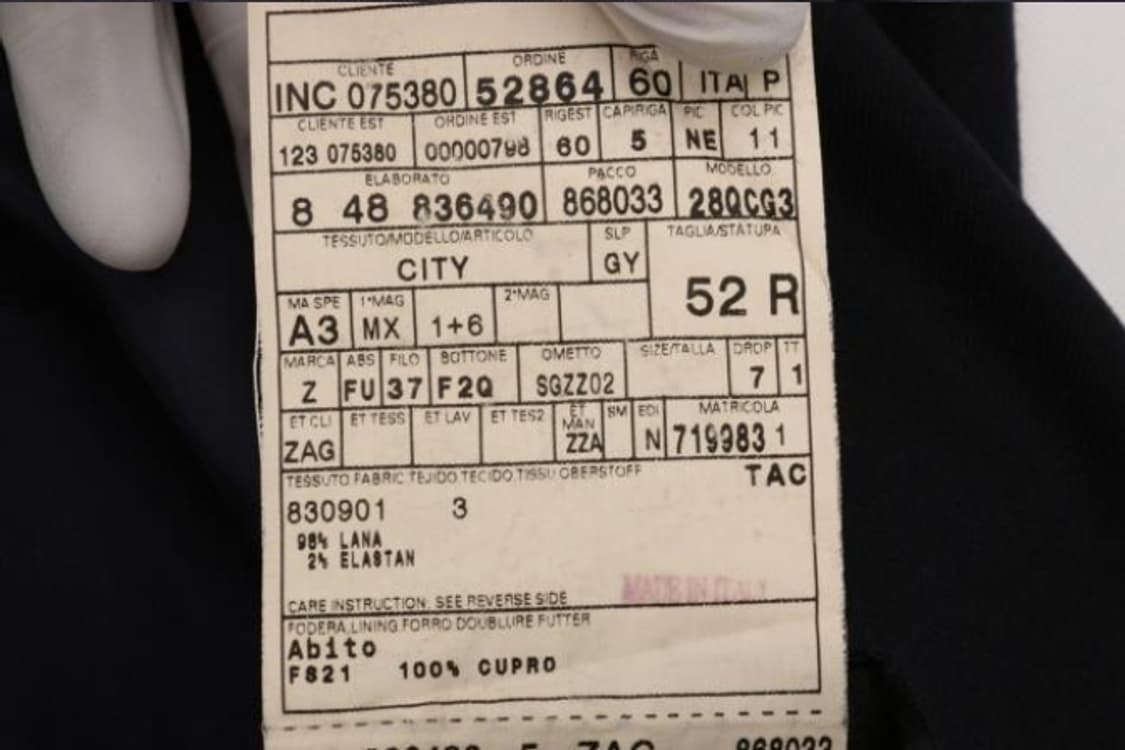 CLIENTE ORDINE RIGA
INC 075380 52864 60 ITA P
CLIENTE EST ORDINE EST RIGEST CAPI/RIGA PIC COL PIC
123 075380 00000798 60 5 NE 11
ELABORATO PACCO MODELLO
8 48 836490 868033 28QCG3
TESSUTO/MODELLO/ARTICOLO SLP TAGLIA/STATURA
CITY GY 52 R
MA SPE 1°MAG 2°MAG
A3 MX 1+6
MARCA ABS FILO BOTTONE OMETTO SIZE/TALLA DROP TT
Z FU 37 F2Q SGZZ02 7 1
ET CLI ET TESS ET LAV ET TES2 ET MAN SM EDI MATRICOLA
ZAG ZZA N 719983 1
TESSUTO FABRIC TEJIDO TECIDO TISSU OBERSTOFF TAC
830901 3
98% LANA
2% ELASTAN
MADE IN ITALY
CARE INSTRUCTION: SEE REVERSE SIDE
FODERA LINING FORRO DOUBLURE FUTTER
Abito
F821 100% CUPRO
ZAG 868033